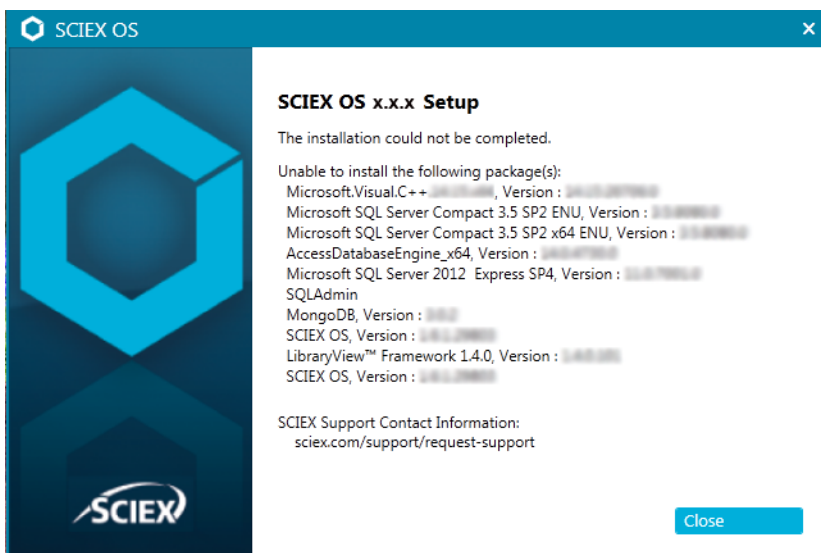 SCIEX OS
SCIEX OS x.x.x Setup
The installation could not be completed.
Unable to install the following package(s):
Microsoft.Visual.C++ , Version :
Microsoft SQL Server Compact 3.5 SP2 ENU, Version :
Microsoft SQL Server Compact 3.5 SP2 x64 ENU, Version :
AccessDatabaseEngine_x64, Version :
Microsoft SQL Server 2012 Express SP4, Version :
SQLAdmin
MongoDB, Version :
SCIEX OS, Version :
LibraryView™ Framework 1.4.0, Version :
SCIEX OS, Version :
SCIEX Support Contact Information:
sciex.com/support/request-support
SCIEX
Close